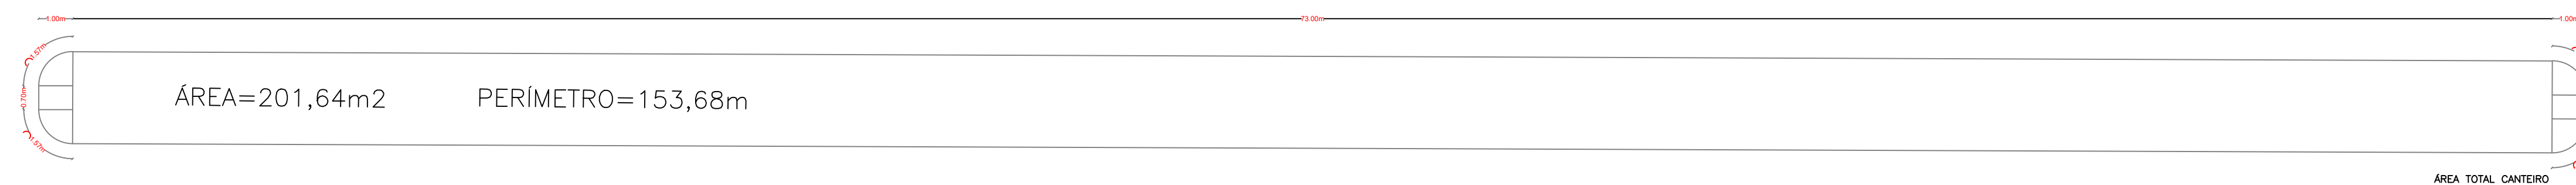 1.00m
73.00m
1.00m
1.57m
0.70m
1.57m
ÁREA=201,64m2
PERÍMETRO=153,68m
ÁREA TOTAL CANTEIRO